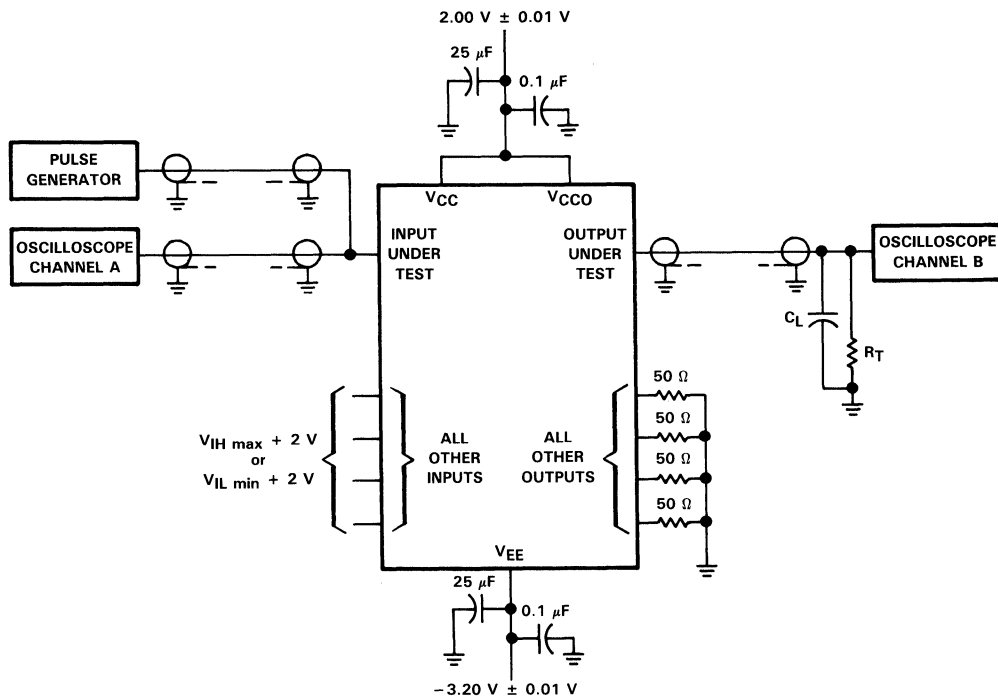 2.00 V ± 0.01 V
25 μF
0.1 μF
PULSE
GENERATOR
OSCILLOSCOPE
CHANNEL A
VCC
VCCO
INPUT
UNDER
TEST
OUTPUT
UNDER
TEST
OSCILLOSCOPE
CHANNEL B
CL
RT
VIH max + 2 V
or
VIL min + 2 V
ALL
OTHER
INPUTS
ALL
OTHER
OUTPUTS
50 Ω
50 Ω
50 Ω
50 Ω
VEE
25 μF
0.1 μF
−3.20 V ± 0.01 V